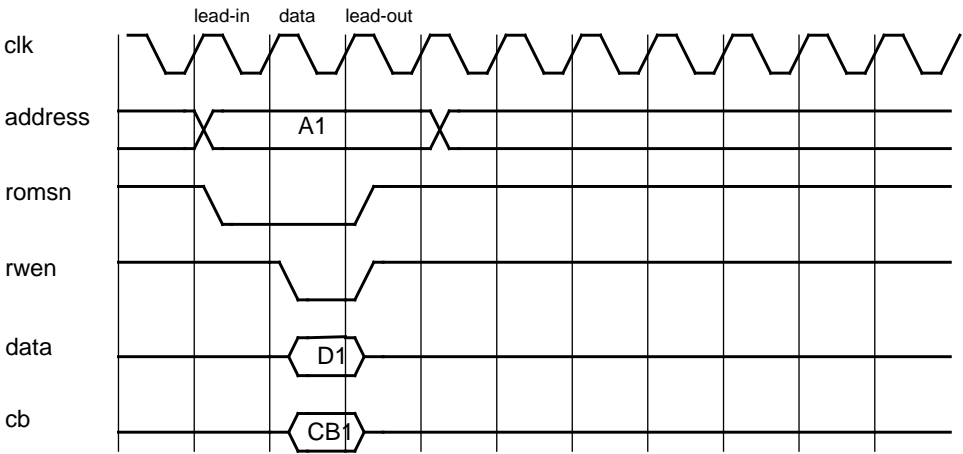 lead-in data lead-out
clk
address A1
romsn
rwen
data D1
cb CB1